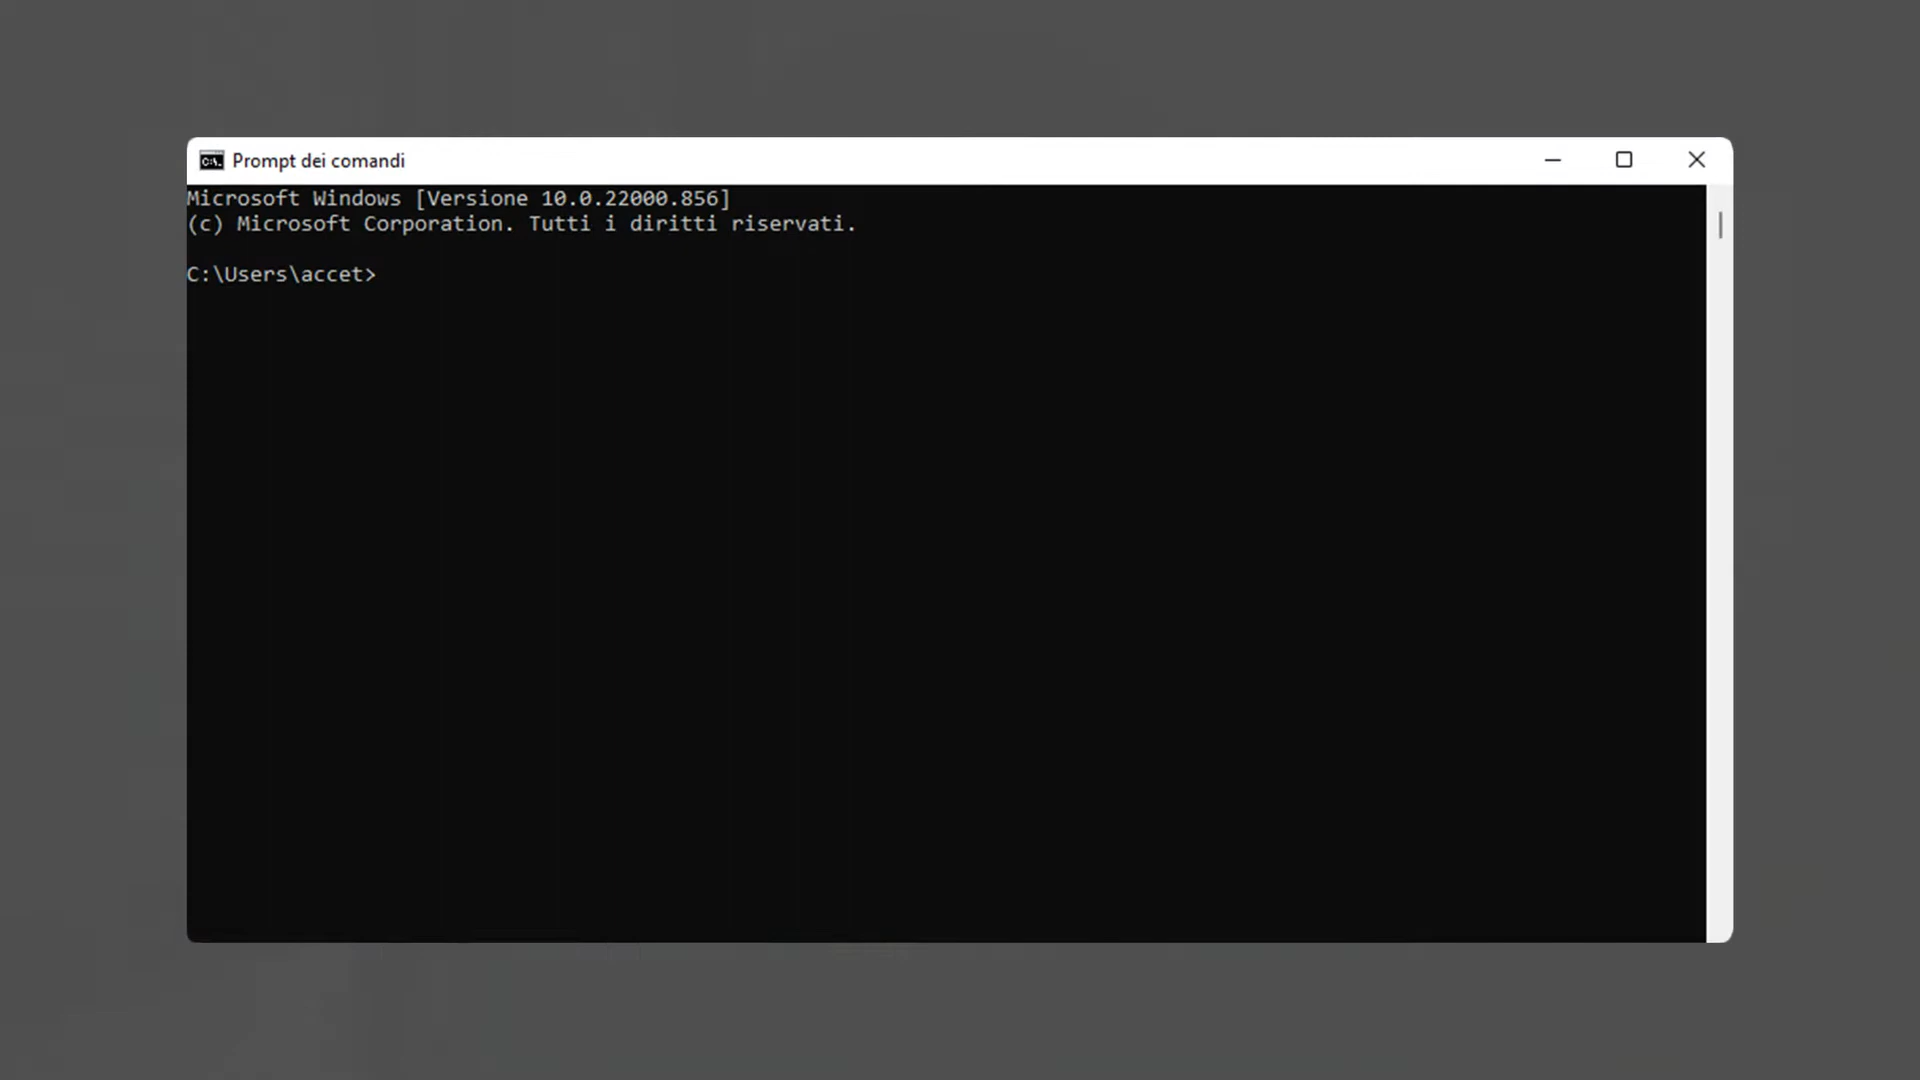 Prompt dei comandi
Microsoft Windows [Versione 10.0.22000.856]
(c) Microsoft Corporation. Tutti i diritti riservati.
C:\Users\accet>